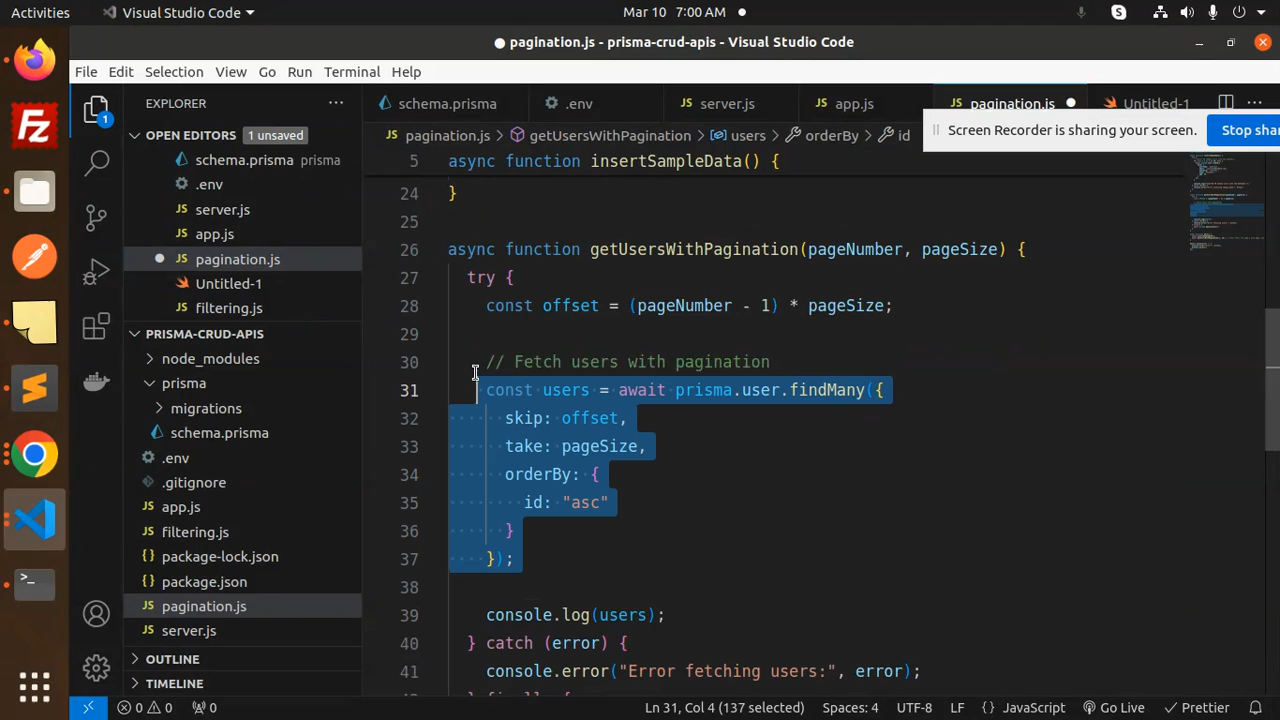 Activities
Visual Studio Code
Mar 10 7:00 AM
pagination.js - prisma-crud-apis - Visual Studio Code
File Edit Selection View Go Run Terminal Help
EXPLORER
schema.prisma
.env
server.js
app.js
pagination.js
Untitled-1
Screen Recorder is sharing your screen.
Stop shar
pagination.js > getUsersWithPagination > users > orderBy > id
OPEN EDITORS
1 unsaved
schema.prisma prisma
.env
server.js
app.js
pagination.js
Untitled-1
filtering.js
PRISMA-CRUD-APIS
node_modules
prisma
migrations
schema.prisma
.env
.gitignore
app.js
filtering.js
package-lock.json
package.json
pagination.js
server.js
OUTLINE
TIMELINE
1
5 async function insertSampleData() {
24 }
25
26 async function getUsersWithPagination(pageNumber, pageSize) {
27 try {
28 const offset = (pageNumber - 1) * pageSize;
29
30 // Fetch users with pagination
31 const users = await prisma.user.findMany({
32 skip: offset,
33 take: pageSize,
34 orderBy: {
35 id: "asc"
36 }
37 });
38
39 console.log(users);
40 } catch (error) {
41 console.error("Error fetching users:", error);
0 0 0
Ln 31, Col 4 (137 selected)
Spaces: 4
UTF-8
LF
JavaScript
Go Live
Prettier